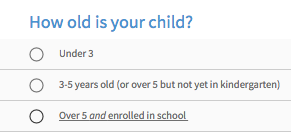 How old is your child?
Under 3
3-5 years old (or over 5 but not yet in kindergarten)
Over 5 and enrolled in school